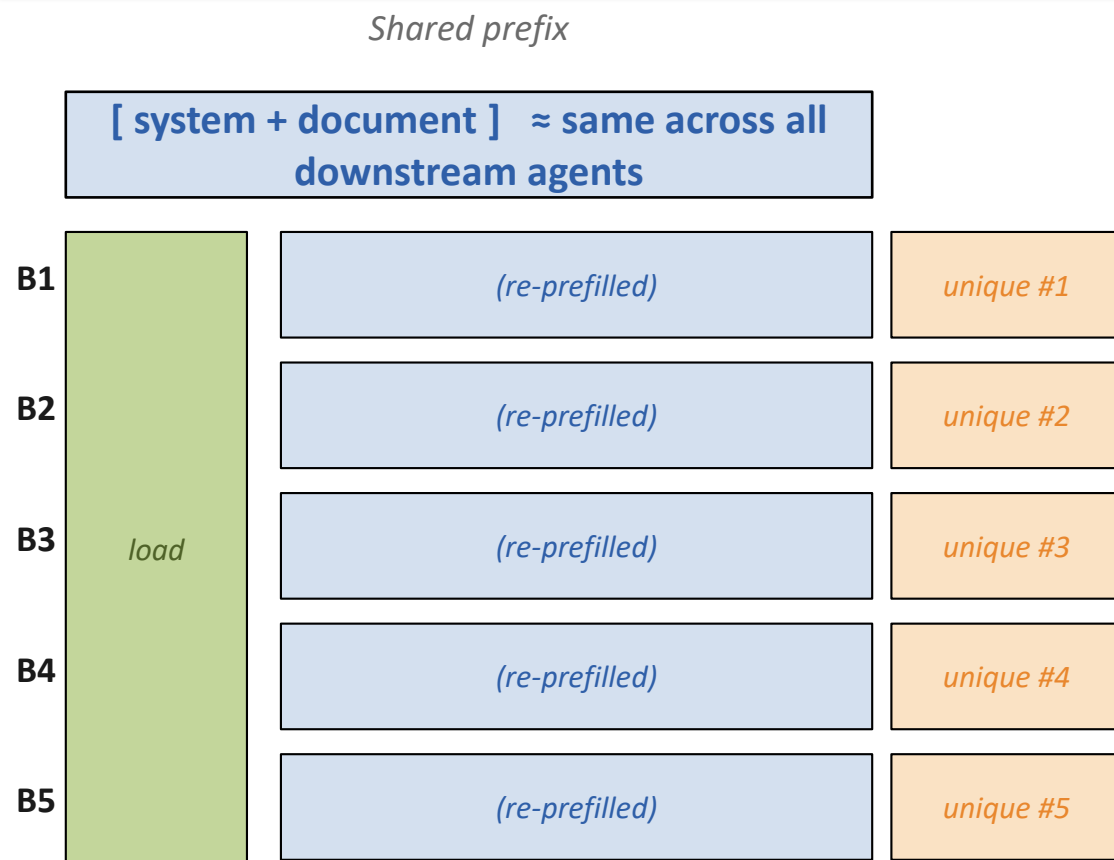 Shared prefix
[ system + document ]   ≈ same across all
downstream agents
B1
(re-prefilled)
unique #1
B2
(re-prefilled)
unique #2
B3
load
(re-prefilled)
unique #3
B4
(re-prefilled)
unique #4
B5
(re-prefilled)
unique #5